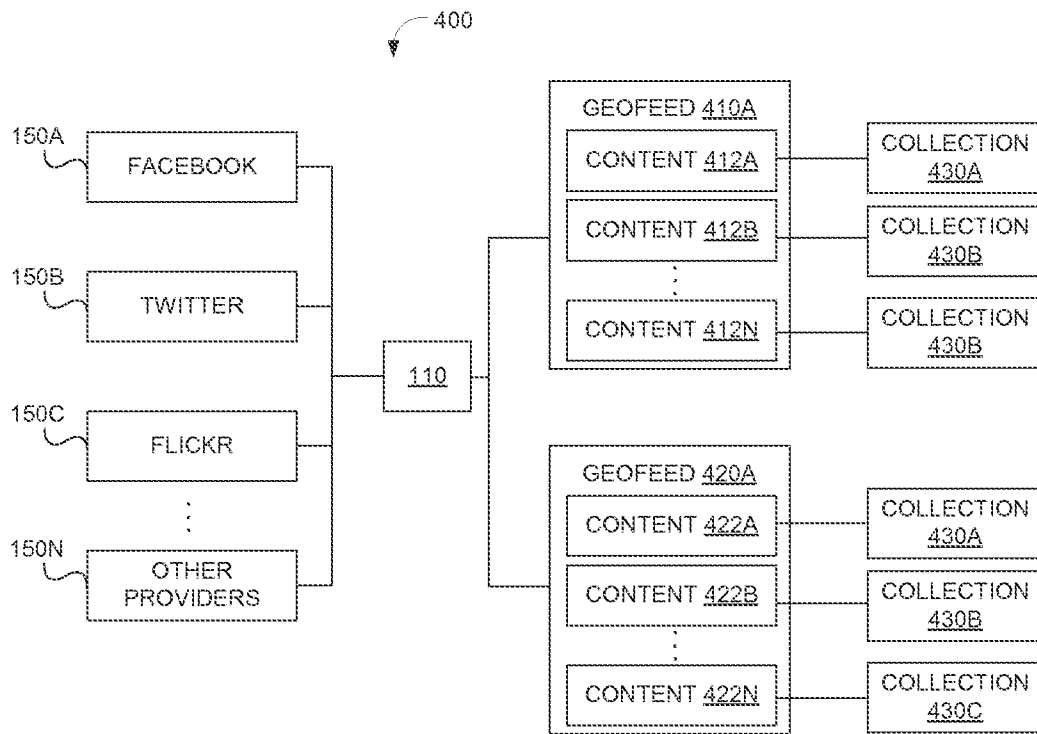 400
150A
FACEBOOK
150B
TWITTER
150C
FLICKR
150N
OTHER
PROVIDERS
110
GEOFEED 410A
CONTENT 412A
CONTENT 412B
CONTENT 412N
COLLECTION
430A
COLLECTION
430B
COLLECTION
430B
GEOFEED 420A
CONTENT 422A
CONTENT 422B
CONTENT 422N
COLLECTION
430A
COLLECTION
430B
COLLECTION
430C